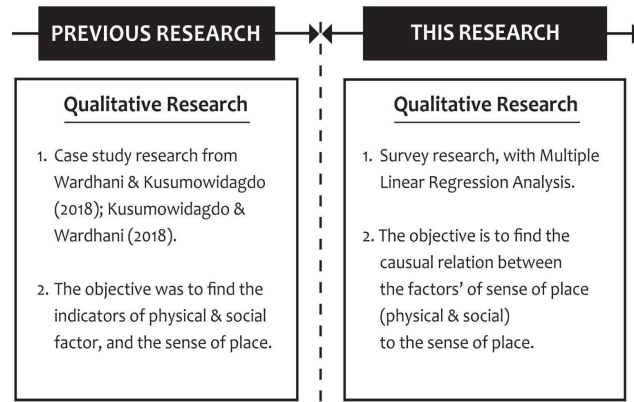 PREVIOUS RESEARCH
THIS RESEARCH
Qualitative Research
1. Case study research from
Wardhani & Kusumowidagdo
(2018); Kusumowidagdo &
Wardhani (2018).
2. The objective was to find the
indicators of physical & social
factor, and the sense of place.
Qualitative Research
1. Survey research, with Multiple
Linear Regression Analysis.
2. The objective is to find the
causual relation between
the factors' of sense of place
(physical & social)
to the sense of place.